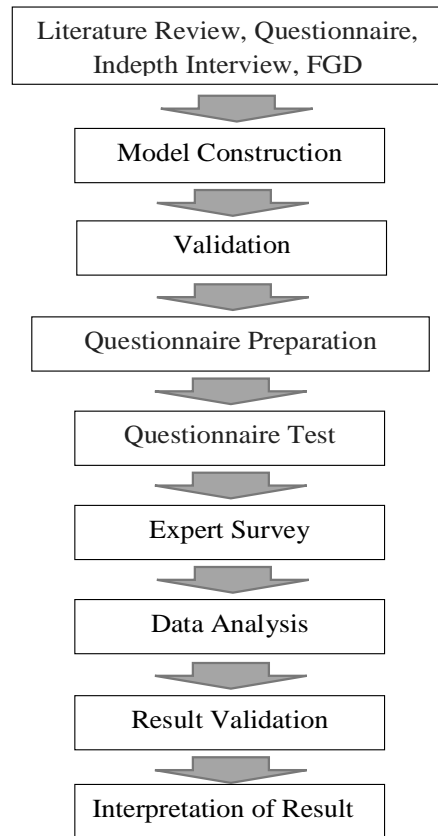 Literature Review, Questionnaire,
Indepth Interview, FGD
Model Construction
Validation
Questionnaire Preparation
Questionnaire Test
Expert Survey
Data Analysis
Result Validation
Interpretation of Result